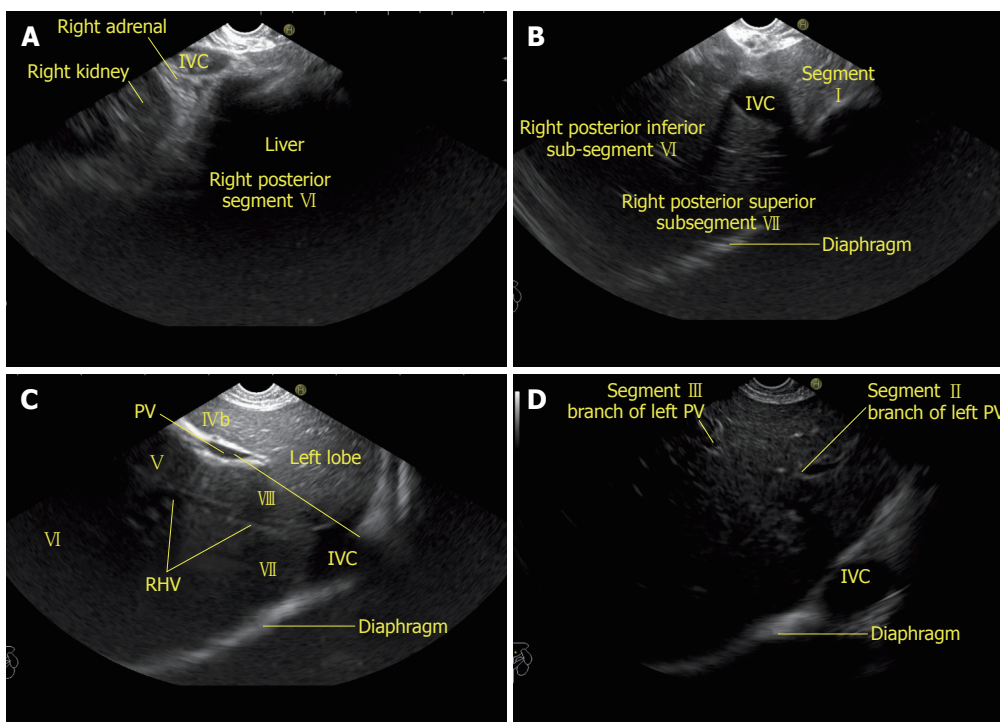 A
Right adrenal
IVC
Right kidney
Liver
Right posterior
segment Ⅵ
B
Segment
Ⅰ
IVC
Right posterior inferior
sub-segment Ⅵ
Right posterior superior
subsegment Ⅶ
Diaphragm
C
PV
Ⅳb
Left lobe
Ⅴ
Ⅷ
Ⅵ
IVC
Ⅶ
RHV
Diaphragm
D
Segment Ⅲ
branch of left PV
Segment Ⅱ
branch of left PV
IVC
Diaphragm